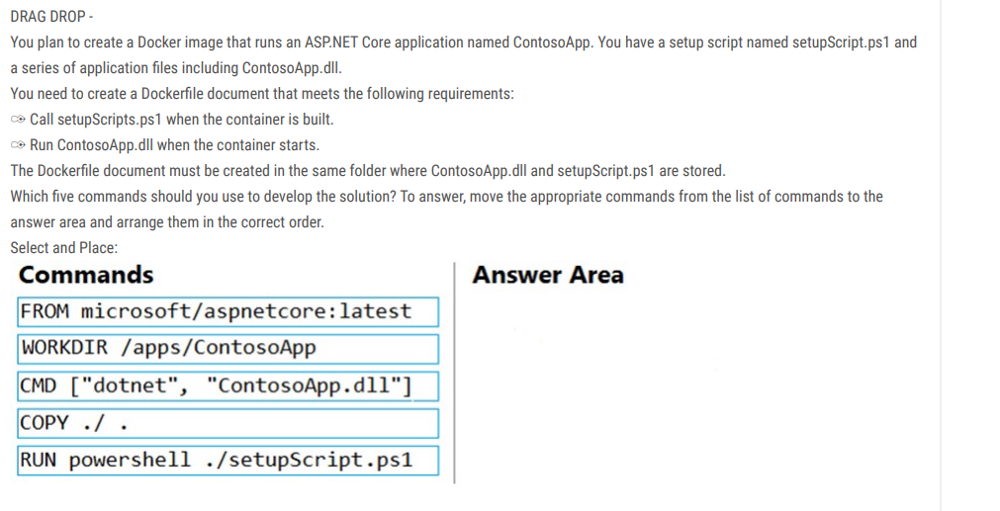 DRAG DROP -
You plan to create a Docker image that runs an ASP.NET Core application named ContosoApp. You have a setup script named setupScript.ps1 and
a series of application files including ContosoApp.dll.
You need to create a Dockerfile document that meets the following requirements:
Call setupScripts.ps1 when the container is built.
Run ContosoApp.dll when the container starts.
The Dockerfile document must be created in the same folder where ContosoApp.dll and setupScript.ps1 are stored.
Which five commands should you use to develop the solution? To answer, move the appropriate commands from the list of commands to the
answer area and arrange them in the correct order.
Select and Place:
Commands
FROM microsoft/aspnetcore:latest
WORKDIR /apps/ContosoApp
CMD ["dotnet", "ContosoApp.dll"]
COPY ./ .
RUN powershell ./setupScript.ps1
Answer Area